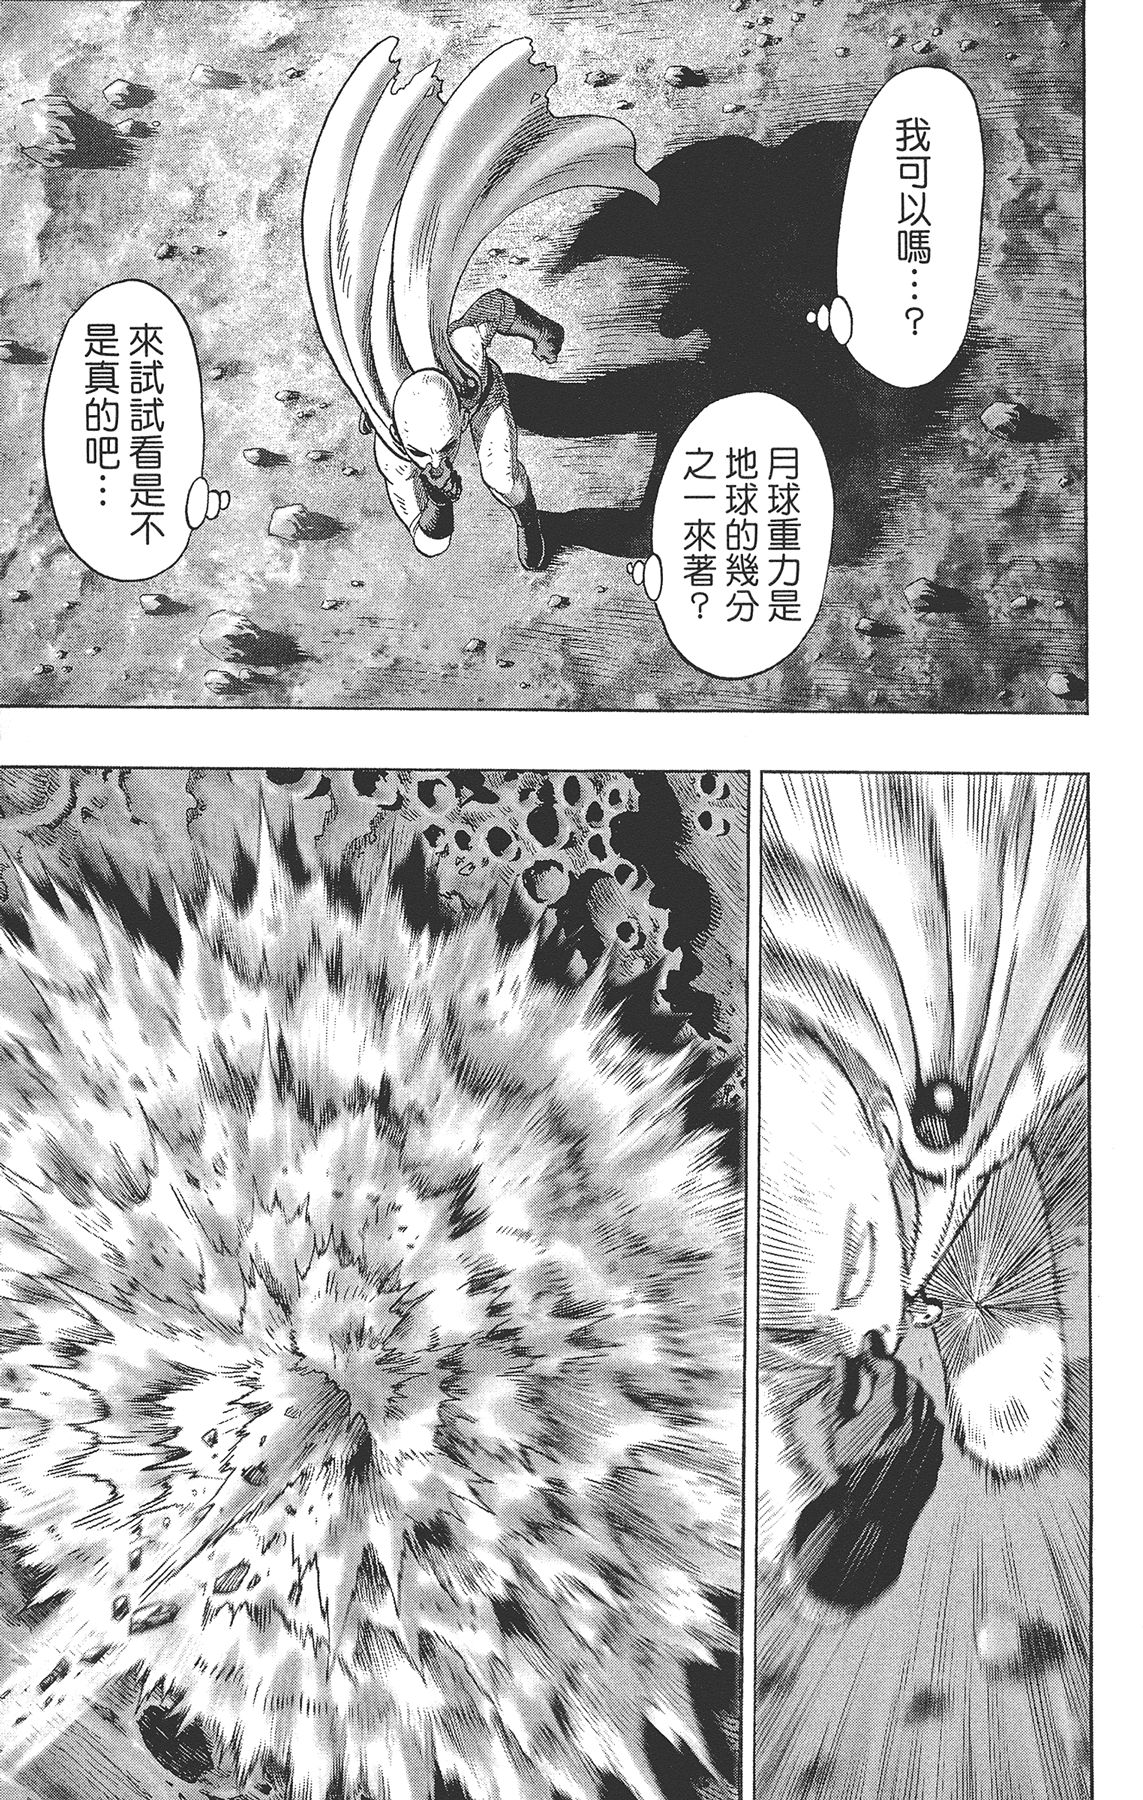 我可以嗎…？
月球重力是
地球的幾分
之一來著？
來試試看是不
是真的吧…